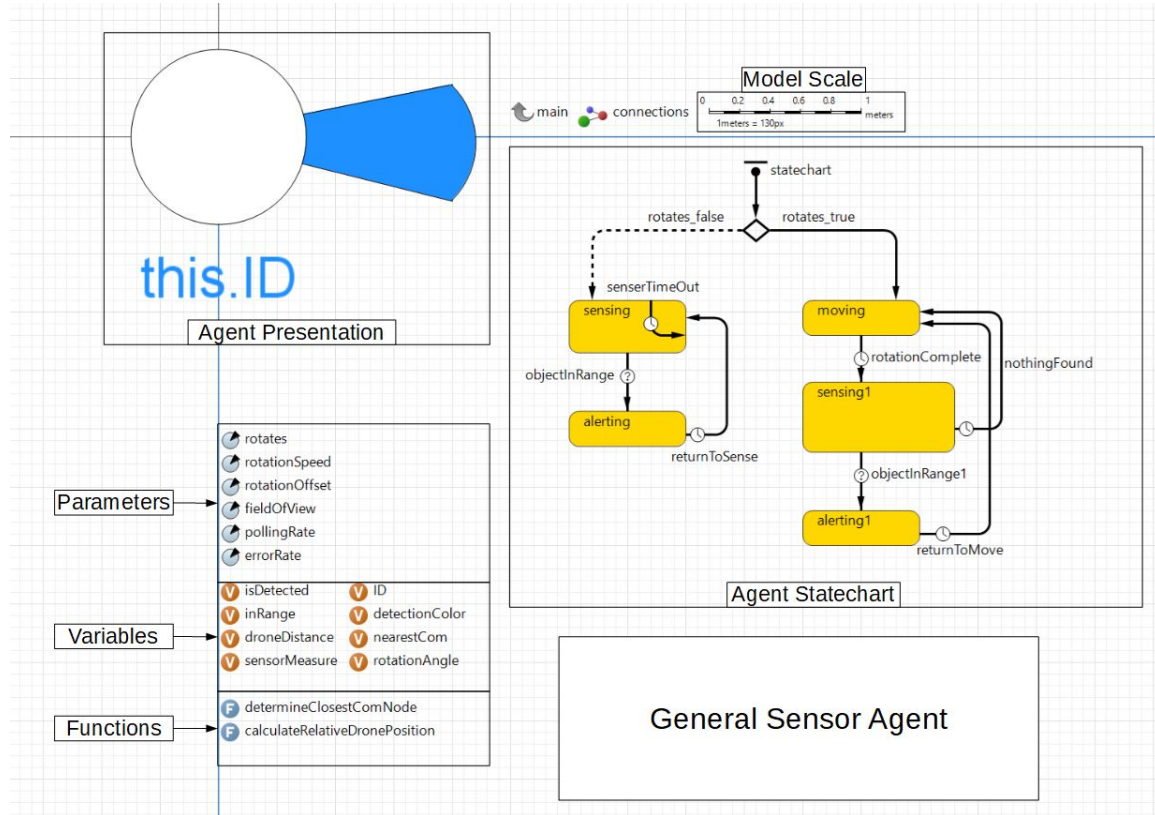 Model Scale
0 0.2 0.4 0.6 0.8 1
meters
1meters = 130px
main
connections
statechart
rotates_false
rotates_true
senserTimeOut
sensing
moving
objectInRange
rotationComplete
nothingFound
sensing1
alerting
returnToSense
objectInRange1
alerting1
returnToMove
Agent Statechart
this.ID
Agent Presentation
Parameters
rotates
rotationSpeed
rotationOffset
fieldOfView
pollingRate
errorRate
Variables
isDetected ID
inRange detectionColor
droneDistance nearestCom
sensorMeasure rotationAngle
Functions
determineClosestComNode
calculateRelativeDronePosition
General Sensor Agent